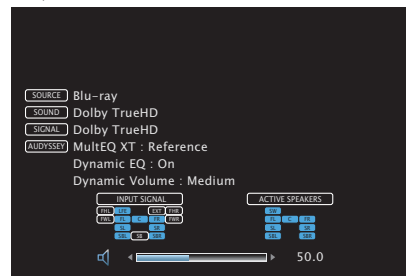 SOURCE Blu-ray
SOUND Dolby TrueHD
SIGNAL Dolby TrueHD
AUDYSSEY MultEQ XT : Reference
Dynamic EQ : On
Dynamic Volume : Medium
INPUT SIGNAL ACTIVE SPEAKERS
FHL LFE EXT FHR SW
FWL FL C FR FWR FL C FR
SL SR SL SR
SBL SB SBR SBL SBR
50.0